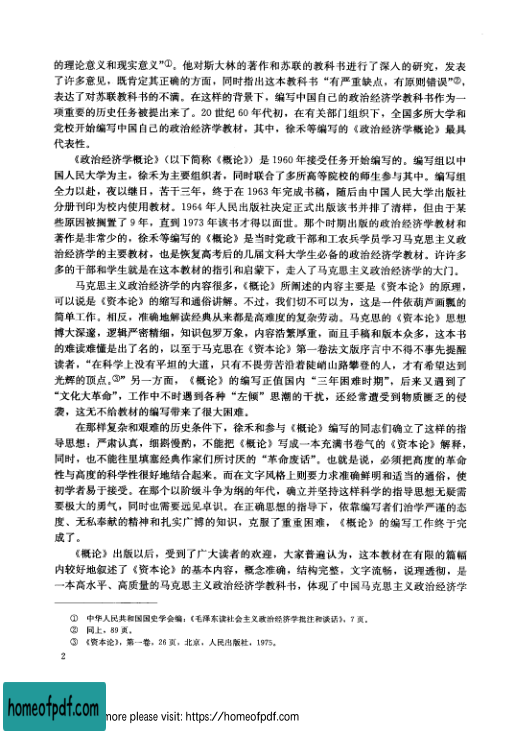 的理论意义和现实意义”①。他对斯大林的著作和苏联的教科书进行了深入的研究，发表
了许多意见，既肯定其正确的方面，同时指出这本教科书“有严重缺点，有原则错误”②，
表达了对苏联教科书的不满。在这样的背景下，编写中国自己的政治经济学教科书作为一
项重要的历史任务被提出来了。20 世纪 60 年代初，在有关部门组织下，全国多所大学和
党校开始编写中国自己的政治经济学教材，其中，徐禾等编写的《政治经济学概论》最具
代表性。
《政治经济学概论》（以下简称《概论》）是 1960 年接受任务开始编写的。编写组以中
国人民大学为主，徐禾为主要组织者，同时联合了多所高等院校的师生参与其中。编写组
全力以赴，夜以继日，苦干三年，终于在 1963 年完成书稿，随后由中国人民大学出版社
分册刊印为校内使用教材。1964 年人民出版社决定正式出版该书并排了清样，但由于某
些原因被搁置了 9 年，直到 1973 年该书才得以面世。那个时期出版的政治经济学教材和
著作是非常少的，徐禾等编写的《概论》是当时党政干部和工农兵学员学习马克思主义政
治经济学的主要教材，也是恢复高考后的几届文科大学生必备的政治经济学教材。许许多
多的干部和学生就是在这本教材的指引和启蒙下，走入了马克思主义政治经济学的大门。
马克思主义政治经济学的内容很多，《概论》所阐述的内容主要是《资本论》的原理，
可以说是《资本论》的缩写和通俗讲解。不过，我们切不可以为，这是一件依葫芦画瓢的
简单工作。相反，准确地解读经典从来都是高难度的复杂劳动。马克思的《资本论》思想
博大深邃，逻辑严密精细，知识包罗万象，内容浩繁厚重，而且手稿和版本众多，这本书
的难读难懂是出了名的，以至于马克思在《资本论》第一卷法文版序言中不得不事先提醒
读者，“在科学上没有平坦的大道，只有不畏劳苦沿着陡峭山路攀登的人，才有希望达到
光辉的顶点。③”另一方面，《概论》的编写正值国内“三年困难时期”，后来又遇到了
“文化大革命”，工作中不时遇到各种“左倾”思潮的干扰，还经常遭受到物质匮乏的侵
袭，这无不给教材的编写带来了很大困难。
在那样复杂和艰难的历史条件下，徐禾和参与《概论》编写的同志们确立了这样的指
导思想：严肃认真，细斟慢酌，不能把《概论》写成一本充满书卷气的《资本论》解释，
同时，也不能往里填塞经典作家们所讨厌的“革命废话”。也就是说，必须把高度的革命
性与高度的科学性很好地结合起来。而在文字风格上则要力求准确鲜明和适当的通俗，使
初学者易于接受。在那个以阶级斗争为纲的年代，确立并坚持这样科学的指导思想无疑需
要极大的勇气，同时也需要远见卓识。在正确思想的指导下，依靠编写者们治学严谨的态
度、无私奉献的精神和扎实广博的知识，克服了重重困难，《概论》的编写工作终于完
成了。
《概论》出版以后，受到了广大读者的欢迎，大家普遍认为，这本教材在有限的篇幅
内较好地叙述了《资本论》的基本内容，概念准确，结构完整，文字流畅，说理透彻，是
一本高水平、高质量的马克思主义政治经济学教科书，体现了中国马克思主义政治经济学
① 中华人民共和国国史学会编：《毛泽东读社会主义政治经济学批注和谈话》，7 页。
② 同上，89 页。
③ 《资本论》，第一卷，26 页，北京，人民出版社，1975。
2
homeofpdf.com
more please visit: https://homeofpdf.com